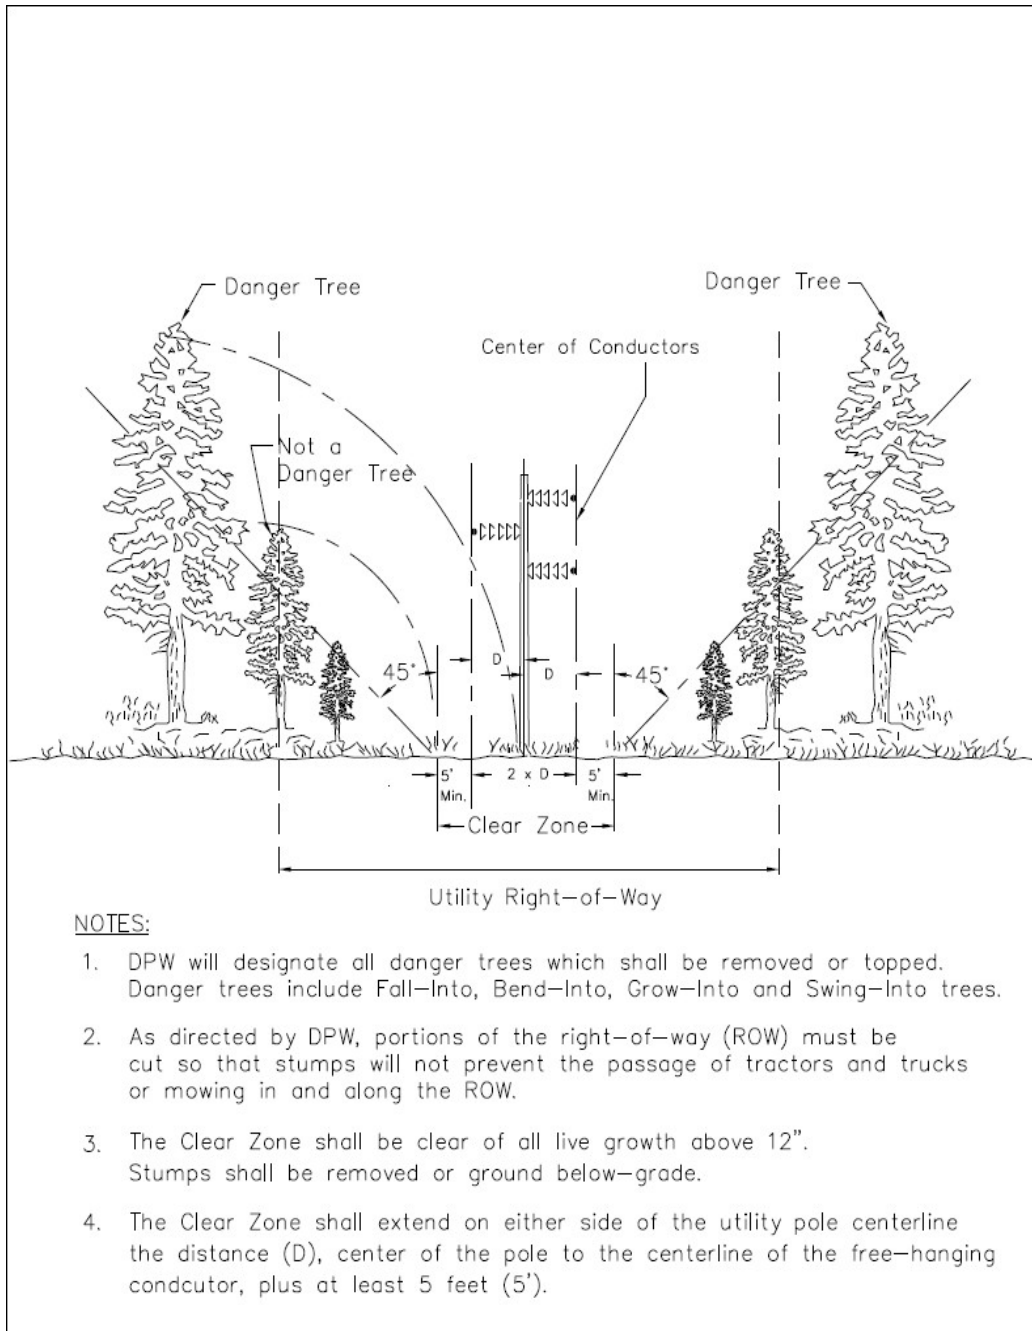 Danger Tree
Danger Tree
Center of Conductors
Not a
Danger Tree
45°
D
D
45°
5'
Min.
2 x D
5'
Min.
Clear Zone
Utility Right-of-Way
NOTES:
1. DPW will designate all danger trees which shall be removed or topped.
Danger trees include Fall-Into, Bend-Into, Grow-Into and Swing-Into trees.
2. As directed by DPW, portions of the right-of-way (ROW) must be
cut so that stumps will not prevent the passage of tractors and trucks
or mowing in and along the ROW.
3. The Clear Zone shall be clear of all live growth above 12".
Stumps shall be removed or ground below-grade.
4. The Clear Zone shall extend on either side of the utility pole centerline
the distance (D), center of the pole to the centerline of the free-hanging
condcutor, plus at least 5 feet (5').